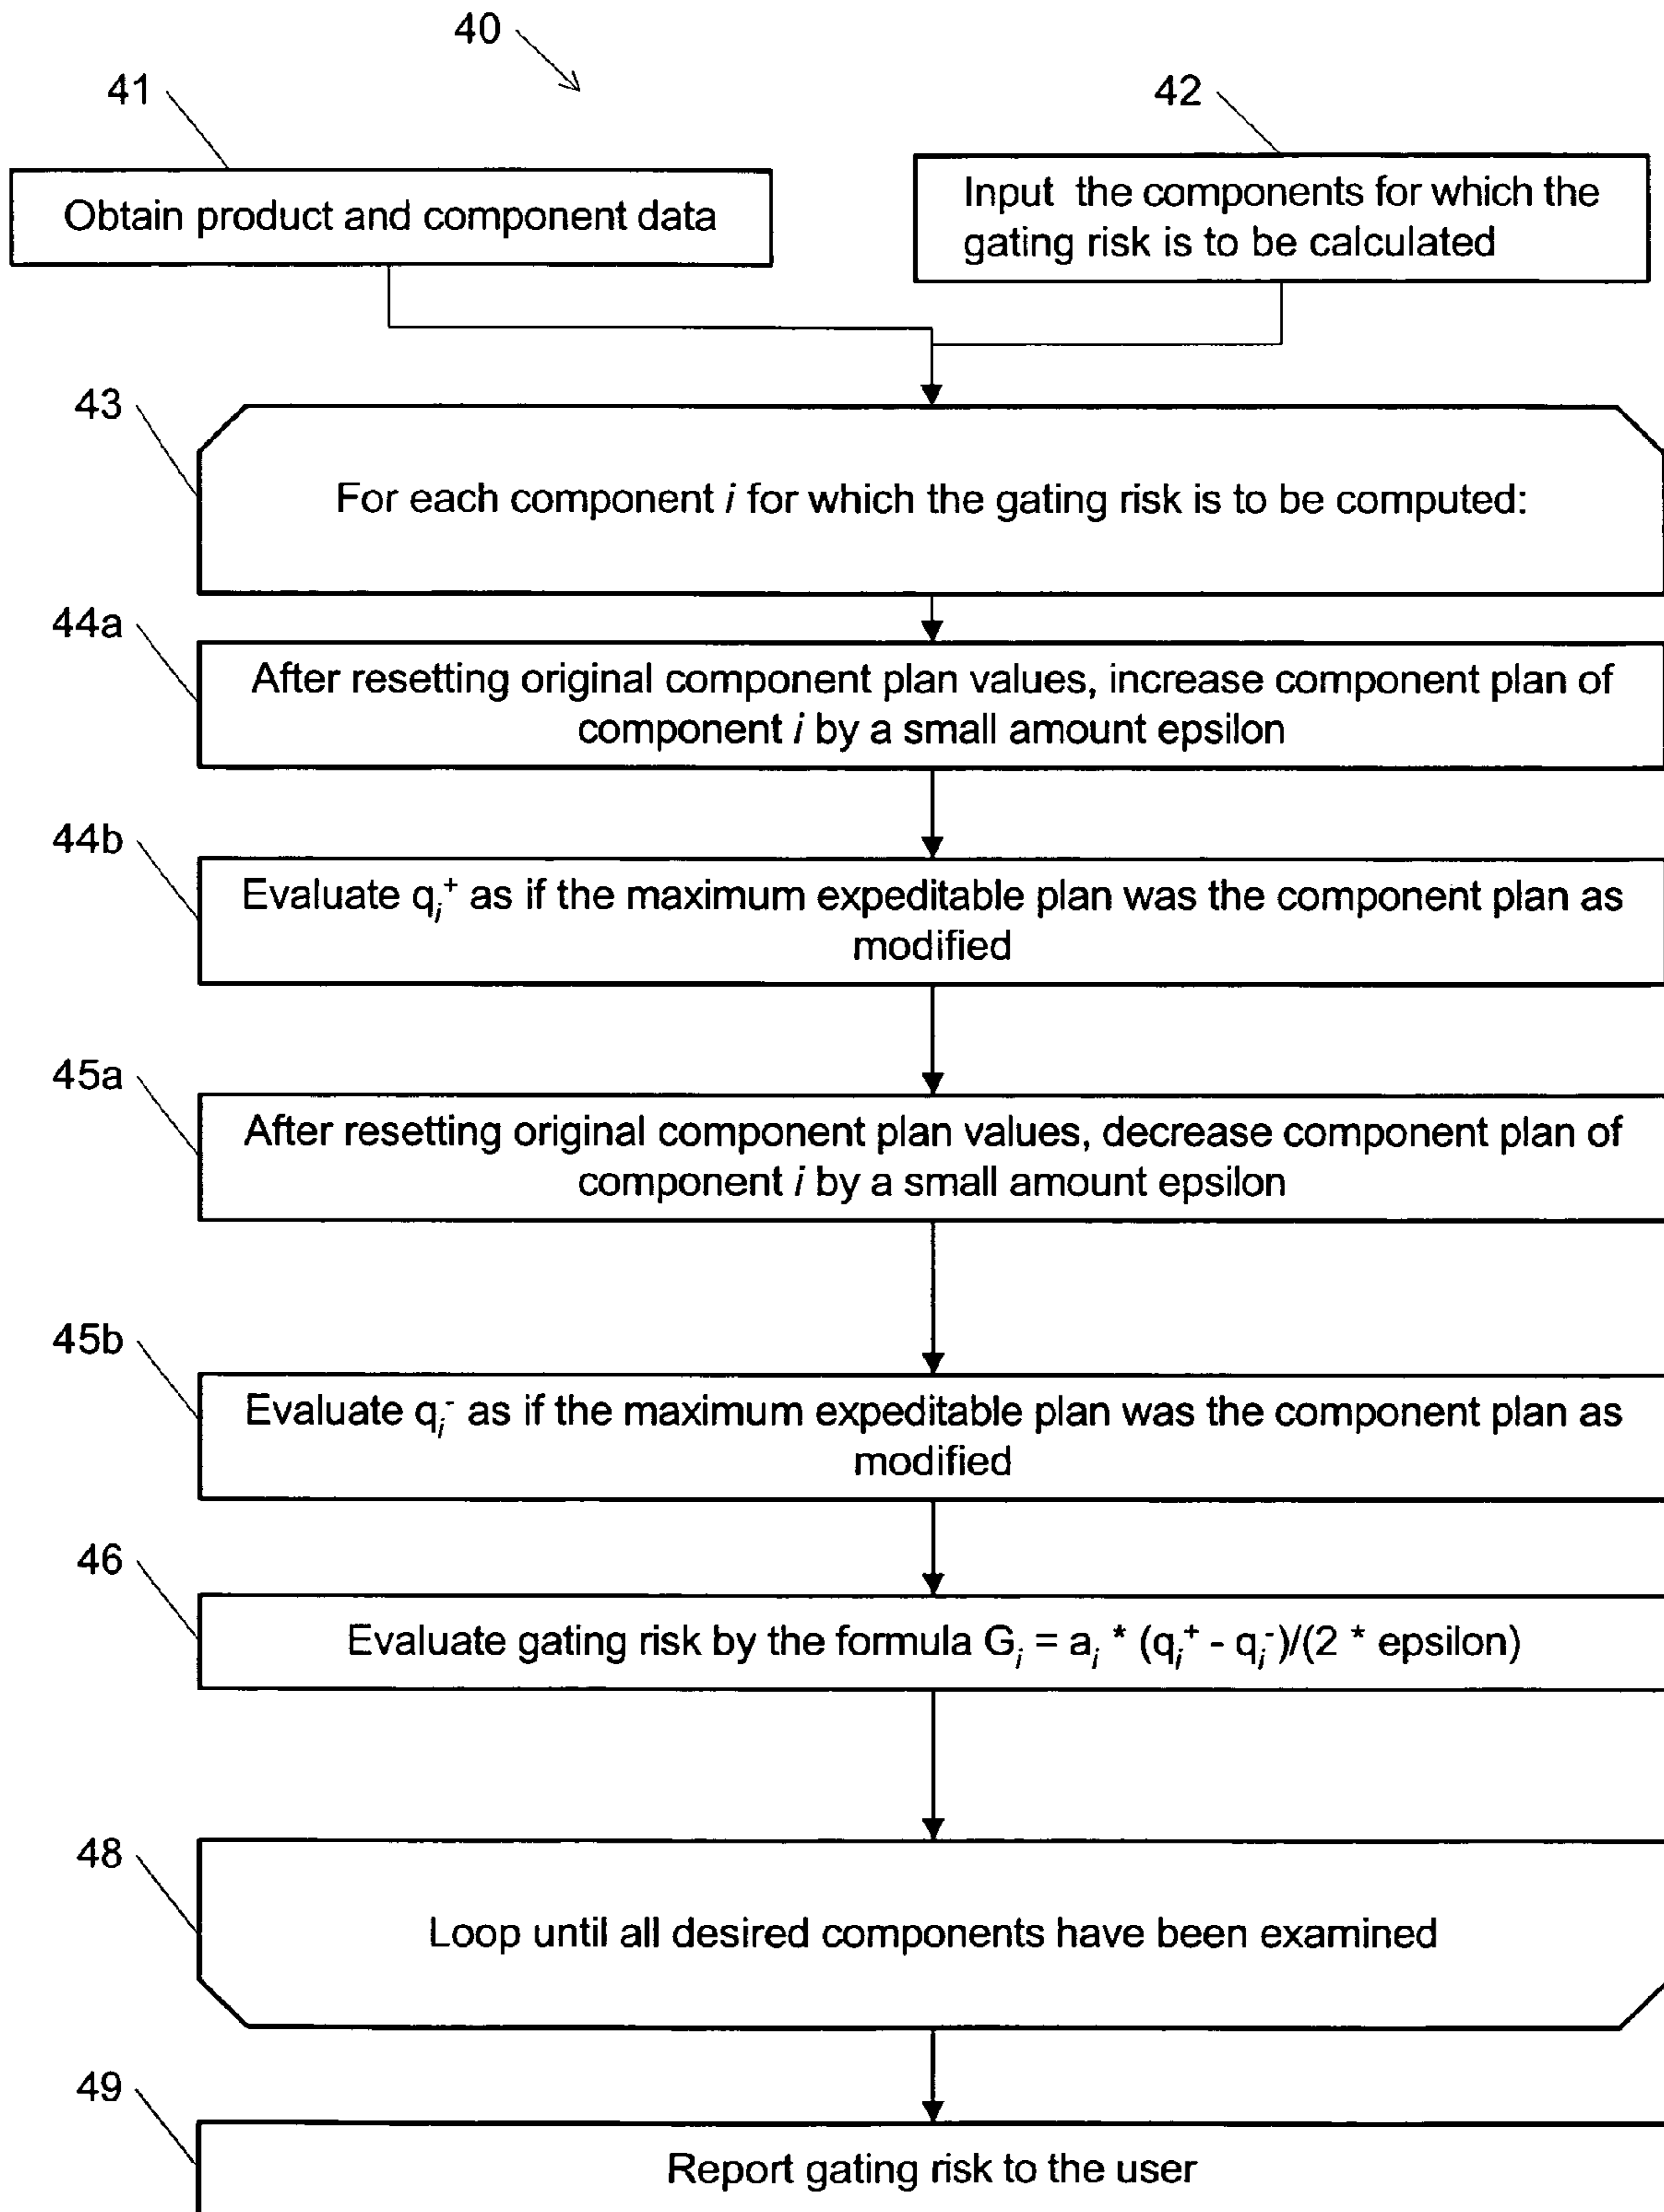 40
41
42
Obtain product and component data
Input the components for which the
gating risk is to be calculated
43
For each component i for which the gating risk is to be computed:
44a
After resetting original component plan values, increase component plan of
component i by a small amount epsilon
44b
Evaluate qᵢ⁺ as if the maximum expeditable plan was the component plan as
modified
45a
After resetting original component plan values, decrease component plan of
component i by a small amount epsilon
45b
Evaluate qᵢ⁻ as if the maximum expeditable plan was the component plan as
modified
46
Evaluate gating risk by the formula Gᵢ = aᵢ * (qᵢ⁺ - qᵢ⁻)/(2 * epsilon)
48
Loop until all desired components have been examined
49
Report gating risk to the user